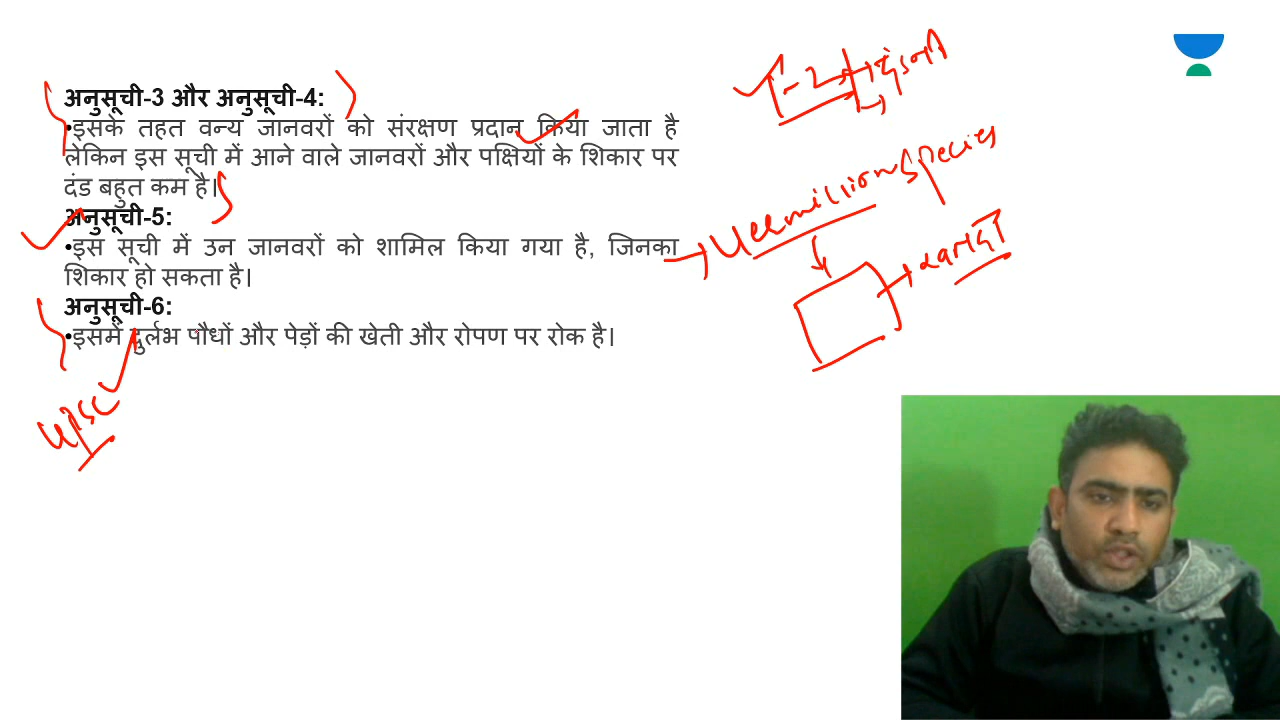 अनुसूची-3 और अनुसूची-4:
•इसके तहत वन्य जानवरों को संरक्षण प्रदान किया जाता है
लेकिन इस सूची में आने वाले जानवरों और पक्षियों के शिकार पर
दंड बहुत कम है।
अनुसूची-5:
•इस सूची में उन जानवरों को शामिल किया गया है, जिनका
शिकार हो सकता है।
अनुसूची-6:
•इसमें दुर्लभ पौधों और पेड़ों की खेती और रोपण पर रोक है।
species